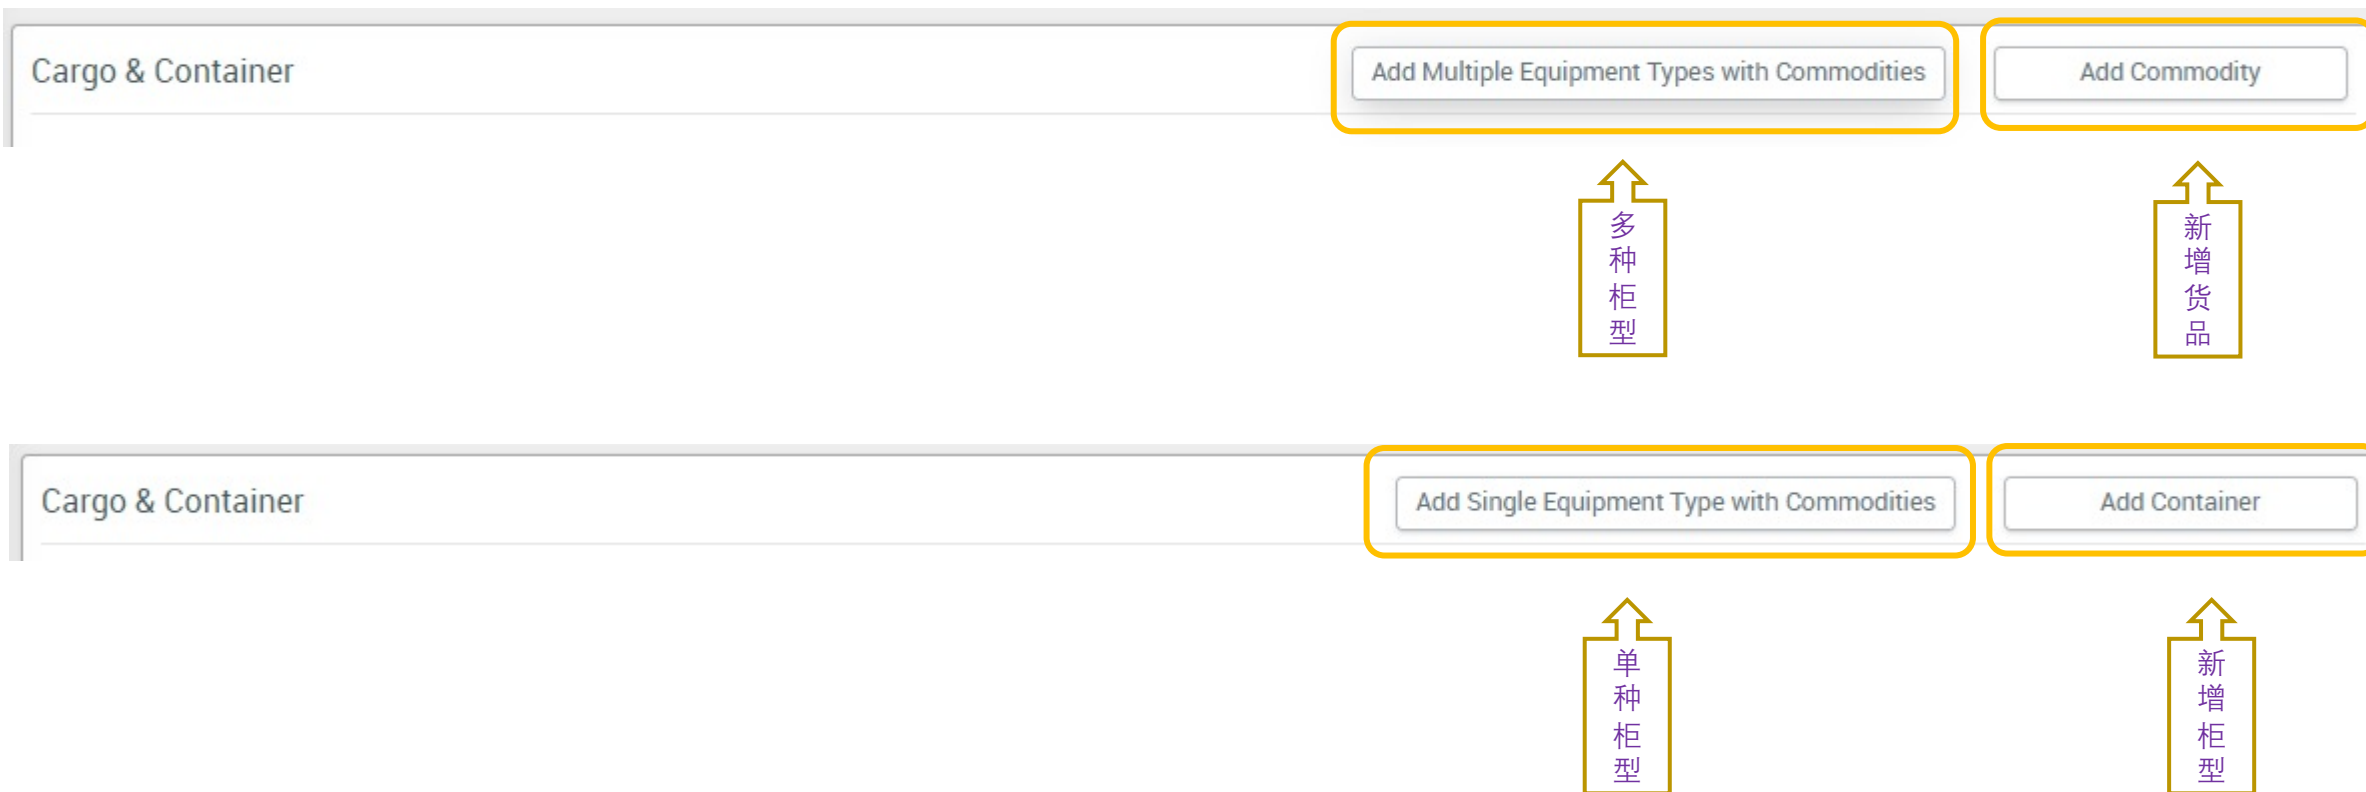 Cargo & Container
Add Multiple Equipment Types with Commodities
Add Commodity
多种柜型
新增货品
Cargo & Container
Add Single Equipment Type with Commodities
Add Container
单种柜型
新增柜型